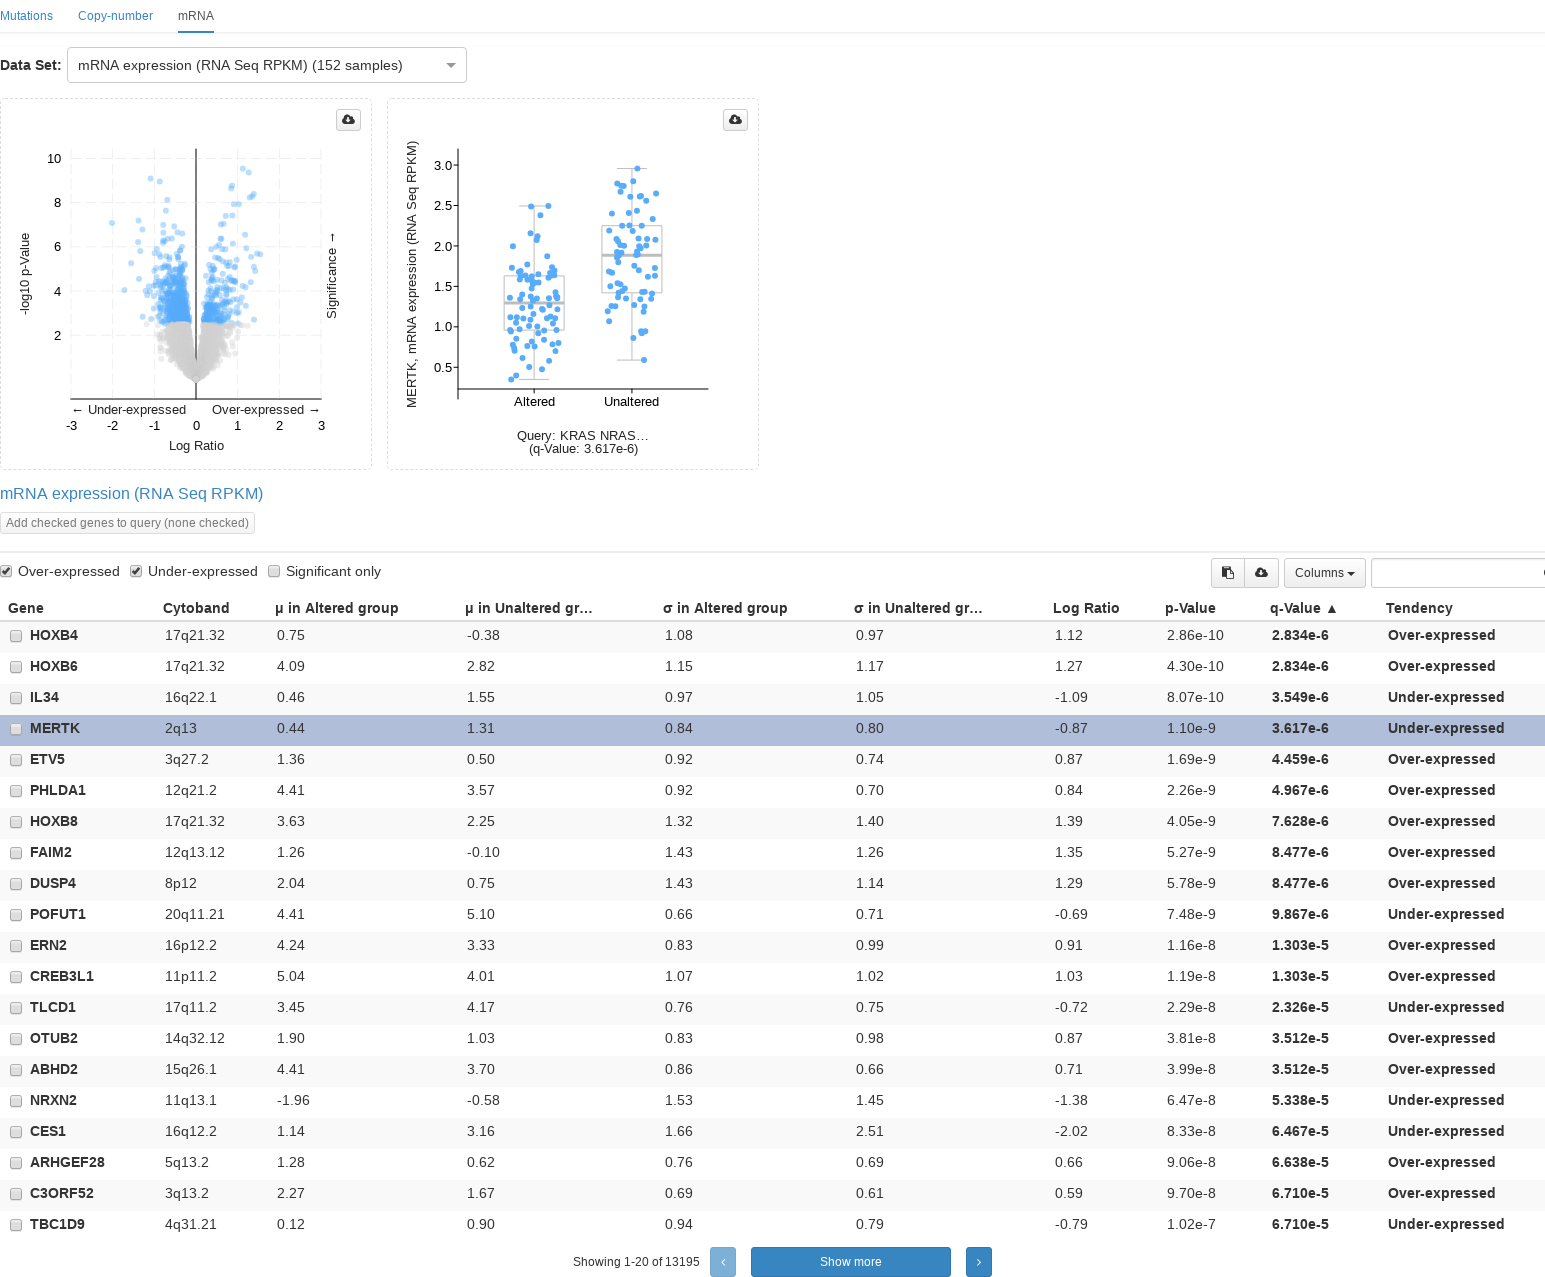 Mutations Copy-number mRNA
Data Set: mRNA expression (RNA Seq RPKM) (152 samples)
10
8
6
4
2
-log10 p-Value
Significance →
← Under-expressed Over-expressed →
-3 -2 -1 0 1 2 3
Log Ratio
MERTK, mRNA expression (RNA Seq RPKM)
3.0
2.5
2.0
1.5
1.0
0.5
Altered Unaltered
Query: KRAS NRAS…
(q-Value: 3.617e-6)
mRNA expression (RNA Seq RPKM)
Add checked genes to query (none checked)
Over-expressed Under-expressed Significant only Columns
Gene Cytoband μ in Altered group μ in Unaltered gr… σ in Altered group σ in Unaltered gr… Log Ratio p-Value q-Value ▲ Tendency
HOXB4 17q21.32 0.75 -0.38 1.08 0.97 1.12 2.86e-10 2.834e-6 Over-expressed
HOXB6 17q21.32 4.09 2.82 1.15 1.17 1.27 4.30e-10 2.834e-6 Over-expressed
IL34 16q22.1 0.46 1.55 0.97 1.05 -1.09 8.07e-10 3.549e-6 Under-expressed
MERTK 2q13 0.44 1.31 0.84 0.80 -0.87 1.10e-9 3.617e-6 Under-expressed
ETV5 3q27.2 1.36 0.50 0.92 0.74 0.87 1.69e-9 4.459e-6 Over-expressed
PHLDA1 12q21.2 4.41 3.57 0.92 0.70 0.84 2.26e-9 4.967e-6 Over-expressed
HOXB8 17q21.32 3.63 2.25 1.32 1.40 1.39 4.05e-9 7.628e-6 Over-expressed
FAIM2 12q13.12 1.26 -0.10 1.43 1.26 1.35 5.27e-9 8.477e-6 Over-expressed
DUSP4 8p12 2.04 0.75 1.43 1.14 1.29 5.78e-9 8.477e-6 Over-expressed
POFUT1 20q11.21 4.41 5.10 0.66 0.71 -0.69 7.48e-9 9.867e-6 Under-expressed
ERN2 16p12.2 4.24 3.33 0.83 0.99 0.91 1.16e-8 1.303e-5 Over-expressed
CREB3L1 11p11.2 5.04 4.01 1.07 1.02 1.03 1.19e-8 1.303e-5 Over-expressed
TLCD1 17q11.2 3.45 4.17 0.76 0.75 -0.72 2.29e-8 2.326e-5 Under-expressed
OTUB2 14q32.12 1.90 1.03 0.83 0.98 0.87 3.81e-8 3.512e-5 Over-expressed
ABHD2 15q26.1 4.41 3.70 0.86 0.66 0.71 3.99e-8 3.512e-5 Over-expressed
NRXN2 11q13.1 -1.96 -0.58 1.53 1.45 -1.38 6.47e-8 5.338e-5 Under-expressed
CES1 16q12.2 1.14 3.16 1.66 2.51 -2.02 8.33e-8 6.467e-5 Under-expressed
ARHGEF28 5q13.2 1.28 0.62 0.76 0.69 0.66 9.06e-8 6.638e-5 Over-expressed
C3ORF52 3q13.2 2.27 1.67 0.69 0.61 0.59 9.70e-8 6.710e-5 Over-expressed
TBC1D9 4q31.21 0.12 0.90 0.94 0.79 -0.79 1.02e-7 6.710e-5 Under-expressed
Showing 1-20 of 13195 ‹ Show more ›